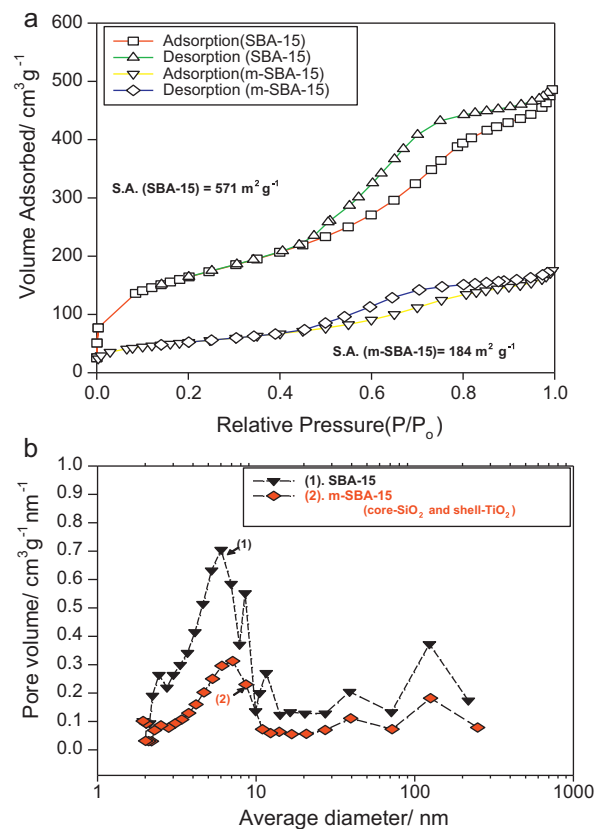 a
600
500
400
300
200
100
0
Volume Adsorbed/ cm³g⁻¹
Adsorption(SBA-15)
Desorption (SBA-15)
Adsorption(m-SBA-15)
Desorption (m-SBA-15)
S.A. (SBA-15) = 571 m² g⁻¹
S.A. (m-SBA-15)= 184 m² g⁻¹
0.0 0.2 0.4 0.6 0.8 1.0
Relative Pressure(P/Pₒ)
b
1.0
0.9
0.8
0.7
0.6
0.5
0.4
0.3
0.2
0.1
0.0
Pore volume/ cm³g⁻¹nm⁻¹
(1). SBA-15
(2). m-SBA-15
(core-SiO₂ and shell-TiO₂)
(1)
(2)
1 10 100 1000
Average diameter/ nm